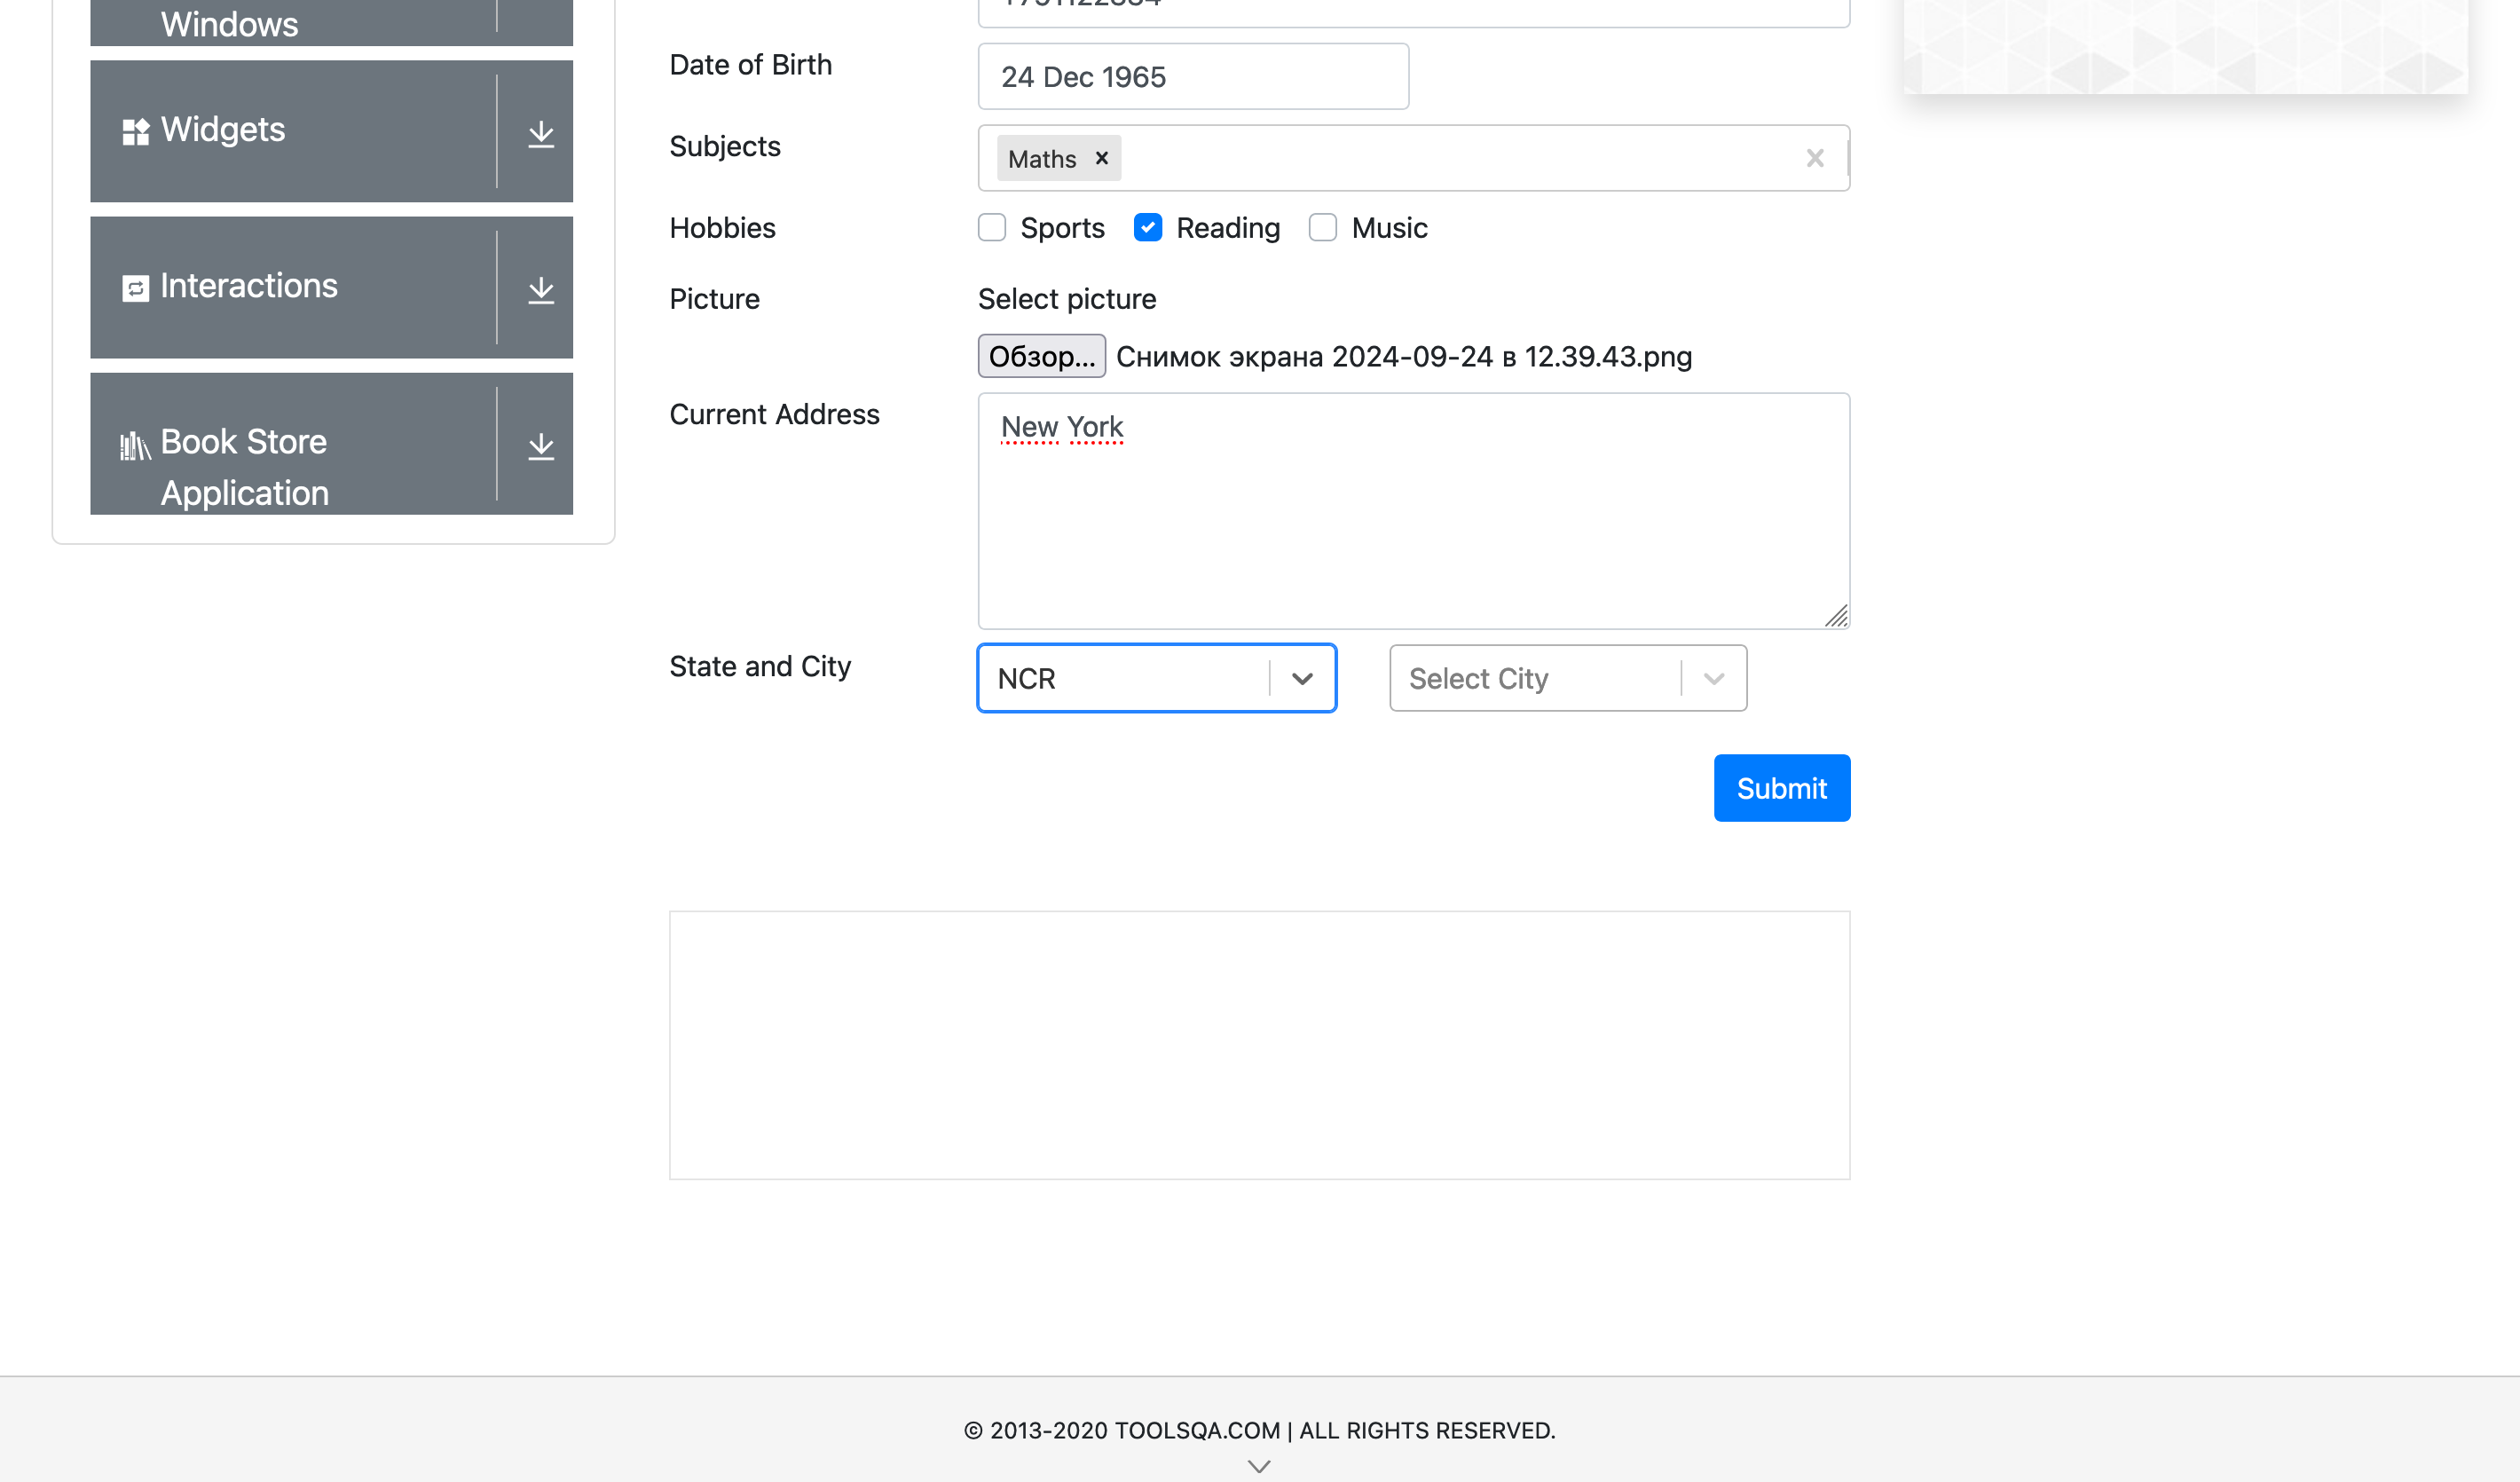 Windows
Widgets
Interactions
Book Store
Application
Date of Birth
24 Dec 1965
Subjects
Maths
Hobbies
Sports
Reading
Music
Picture
Select picture
Обзор... Снимок экрана 2024-09-24 в 12.39.43.png
Current Address
New York
State and City
NCR
Select City
Submit
© 2013-2020 TOOLSQA.COM | ALL RIGHTS RESERVED.